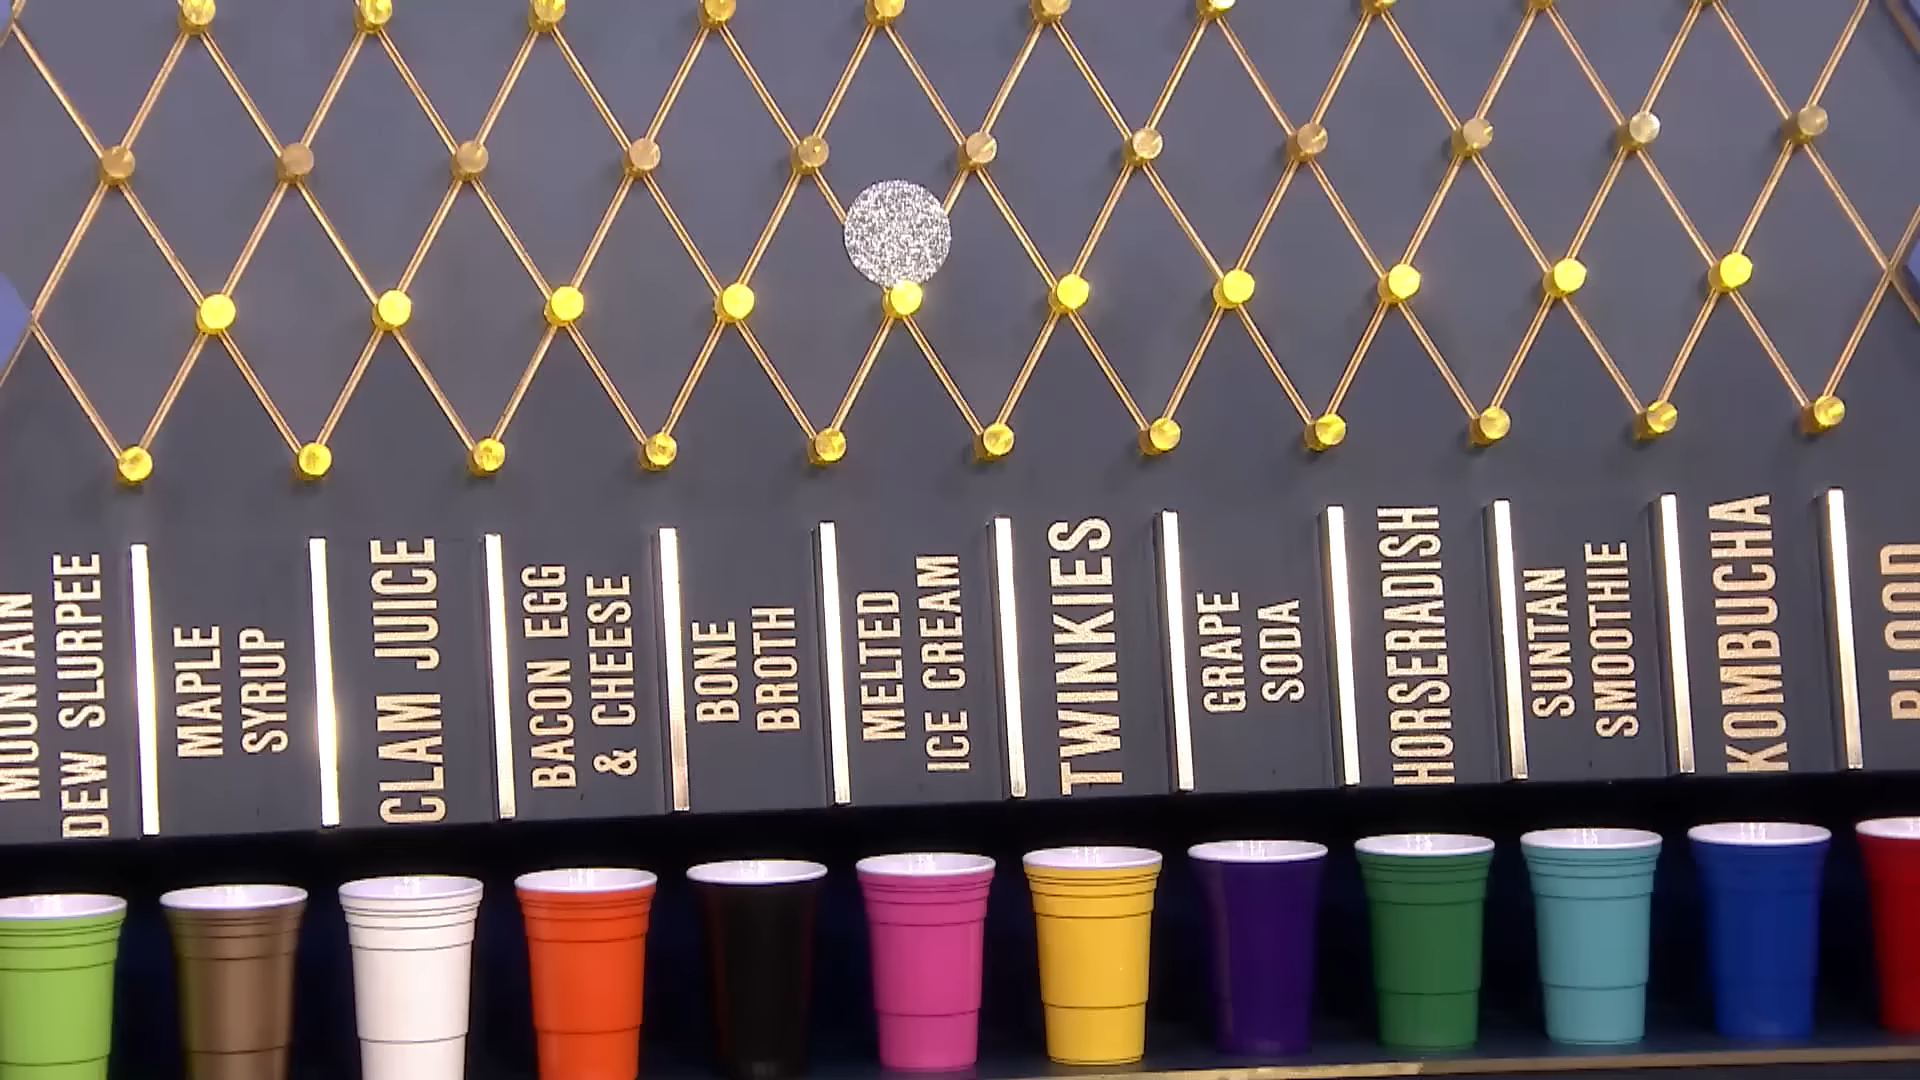 MOUNTAIN
DEW SLURPEE
MAPLE
SYRUP
CLAM JUICE
BACON EGG
& CHEESE
BONE
BROTH
MELTED
ICE CREAM
TWINKIES
GRAPE
SODA
HORSERADISH
SUNTAN
SMOOTHIE
KOMBUCHA
BLOOD